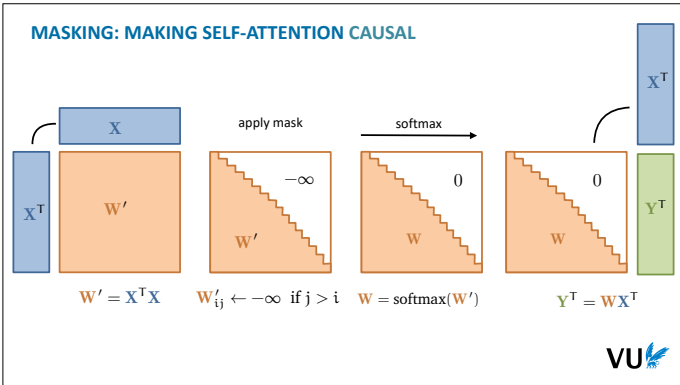 MASKING: MAKING SELF-ATTENTION CAUSAL
X
Xᵀ
W′
W′ = XᵀX
apply mask
−∞
W′
W′ᵢⱼ ← −∞ if j > i
softmax
0
W
W = softmax(W′)
Xᵀ
0
W
Yᵀ
Yᵀ = WXᵀ
VU